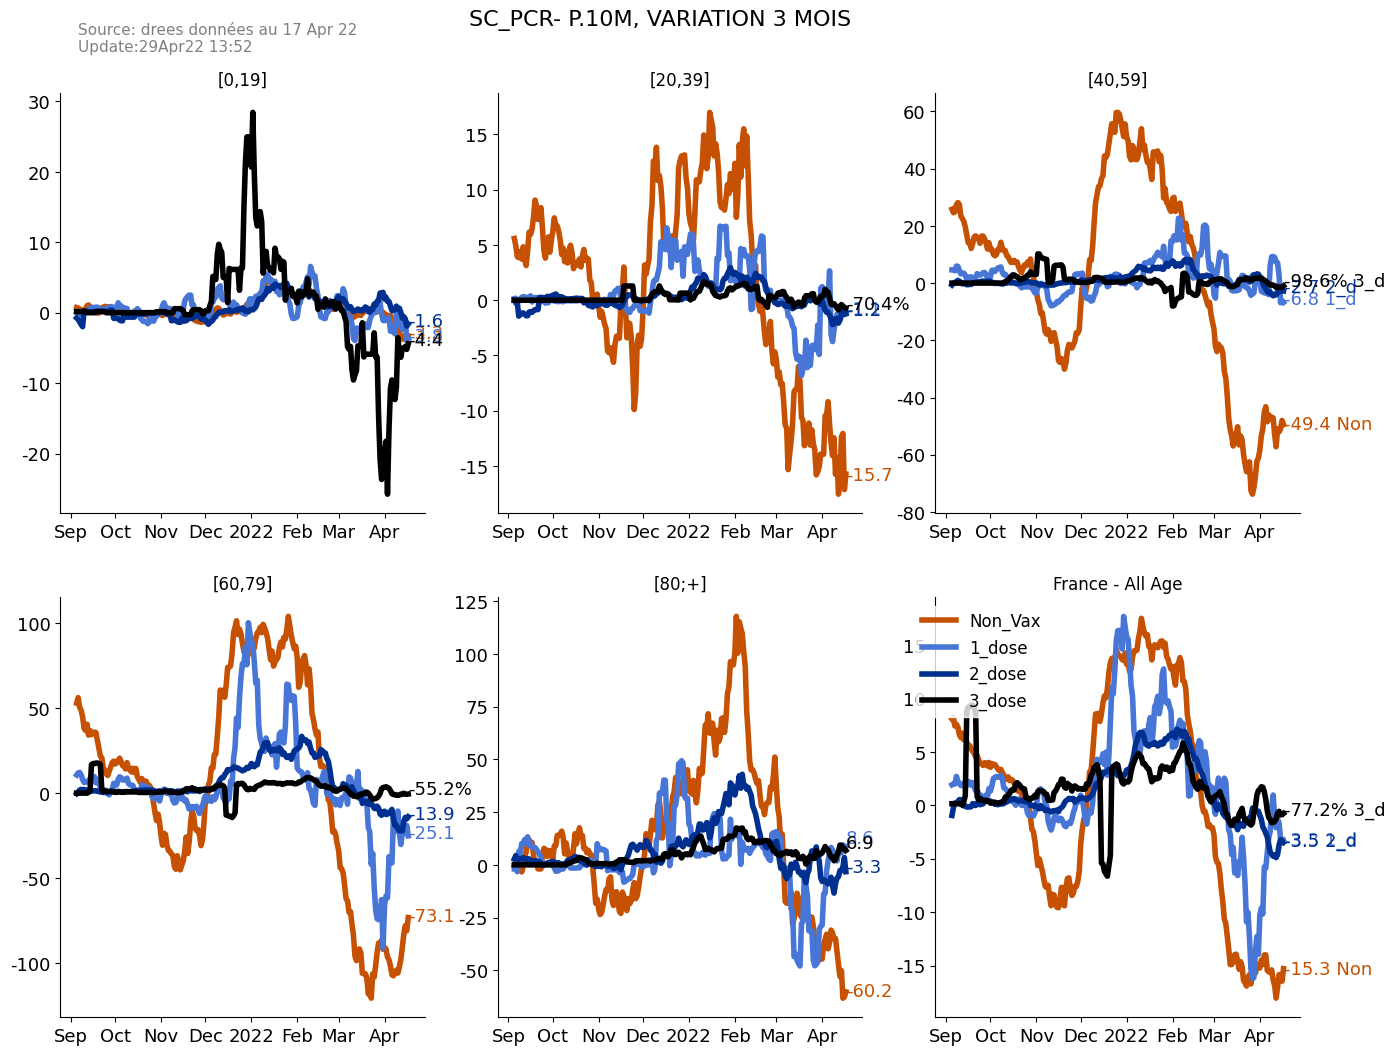 SC_PCR- P.10M, VARIATION 3 MOIS
Source: drees données au 17 Apr 22
Update:29Apr22 13:52
[0,19]
30
20
10
0
-10
-20
-1.6
-4.4
Sep Oct Nov Dec 2022 Feb Mar Apr
[20,39]
15
10
5
0
-5
-10
-15
-70.4%
-1.2
-15.7
Sep Oct Nov Dec 2022 Feb Mar Apr
[40,59]
60
40
20
0
-20
-40
-60
-80
-98.6% 3_d
-2.7 2_d
-6.8 1_d
-49.4 Non
Sep Oct Nov Dec 2022 Feb Mar Apr
[60,79]
100
50
0
-50
-100
-55.2%
-13.9
-25.1
-73.1
Sep Oct Nov Dec 2022 Feb Mar Apr
[80;+]
125
100
75
50
25
0
-25
-50
8.6
6.9
-3.3
-60.2
Sep Oct Nov Dec 2022 Feb Mar Apr
France - All Age
Non_Vax
1_dose
2_dose
3_dose
15
10
5
0
-5
-10
-15
-77.2% 3_d
-3.5 2_d
-15.3 Non
Sep Oct Nov Dec 2022 Feb Mar Apr